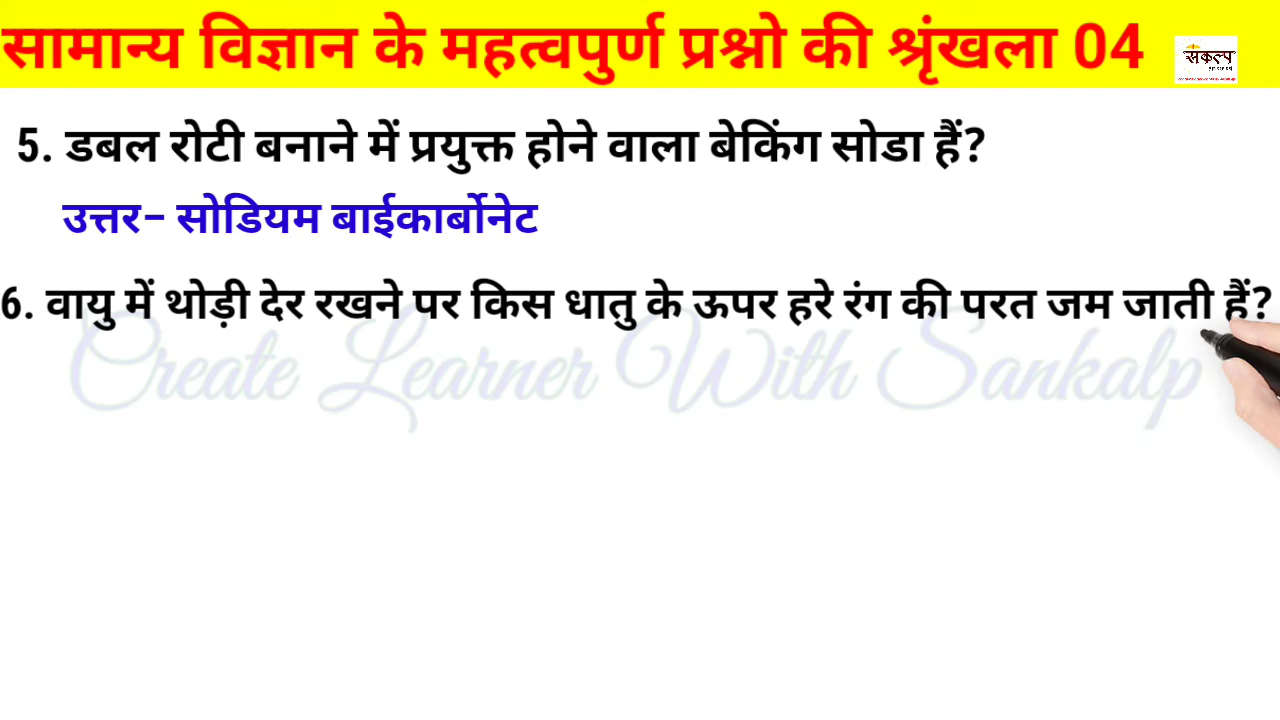 सामान्य विज्ञान के महत्वपुर्ण प्रश्नो की श्रृंखला 04
संकल्प
5. डबल रोटी बनाने में प्रयुक्त होने वाला बेकिंग सोडा हैं?
उत्तर- सोडियम बाईकार्बोनेट
6. वायु में थोड़ी देर रखने पर किस धातु के ऊपर हरे रंग की परत जम जाती हैं?
Create Learner With Sankalp